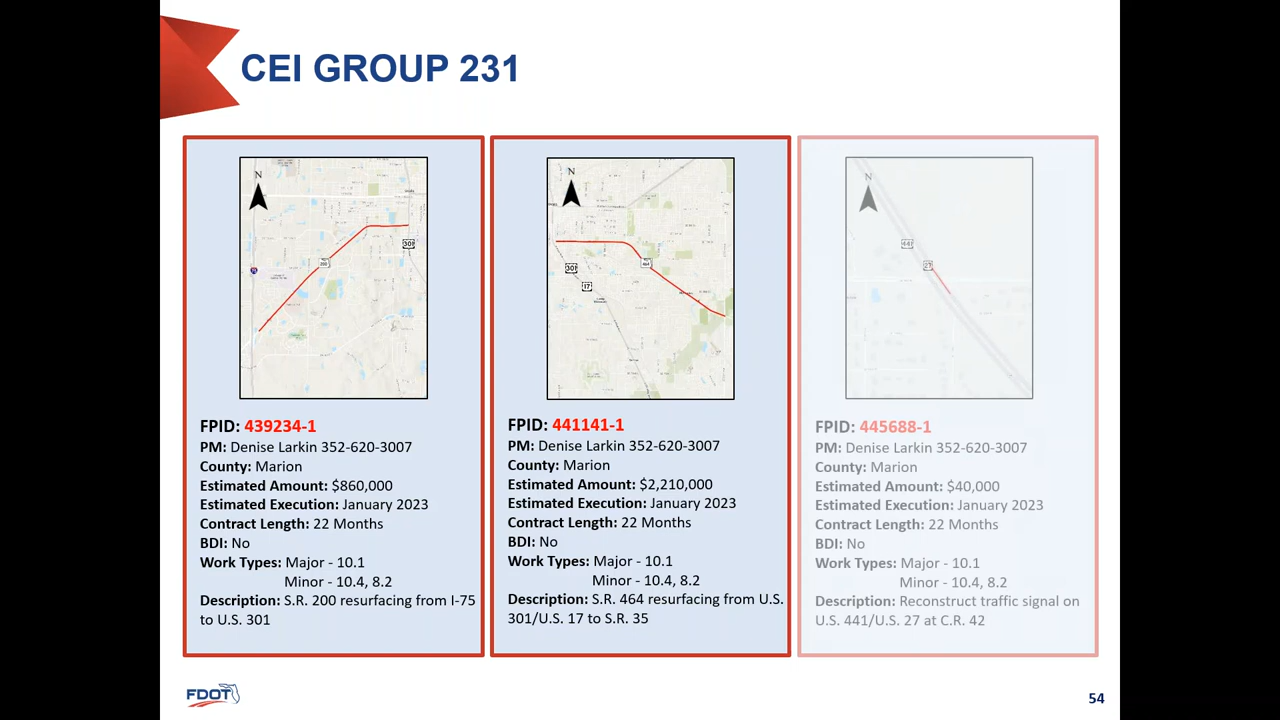 CEI GROUP 231
N
200
301
FPID: 439234-1
PM: Denise Larkin 352-620-3007
County: Marion
Estimated Amount: $860,000
Estimated Execution: January 2023
Contract Length: 22 Months
BDI: No
Work Types: Major - 10.1
Minor - 10.4, 8.2
Description: S.R. 200 resurfacing from I-75
to U.S. 301
N
464
301
17
FPID: 441141-1
PM: Denise Larkin 352-620-3007
County: Marion
Estimated Amount: $2,210,000
Estimated Execution: January 2023
Contract Length: 22 Months
BDI: No
Work Types: Major - 10.1
Minor - 10.4, 8.2
Description: S.R. 464 resurfacing from U.S.
301/U.S. 17 to S.R. 35
N
441
27
FPID: 445688-1
PM: Denise Larkin 352-620-3007
County: Marion
Estimated Amount: $40,000
Estimated Execution: January 2023
Contract Length: 22 Months
BDI: No
Work Types: Major - 10.1
Minor - 10.4, 8.2
Description: Reconstruct traffic signal on
U.S. 441/U.S. 27 at C.R. 42
FDOT
54